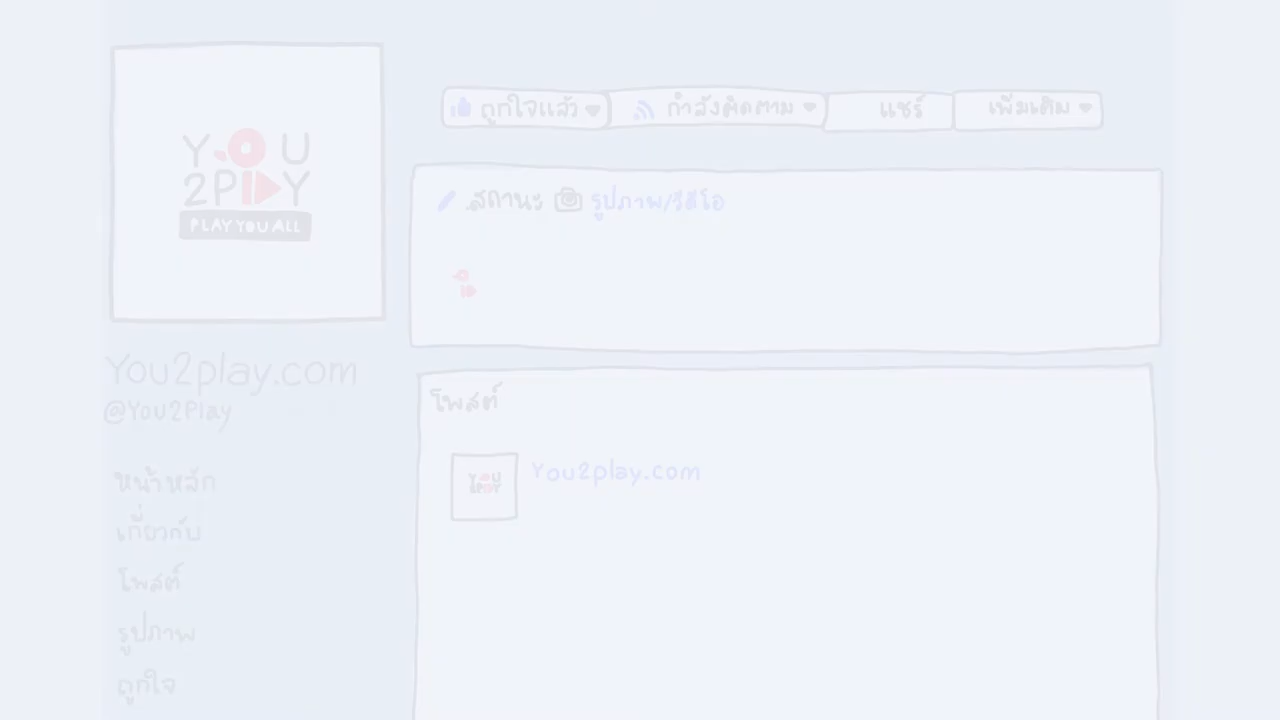 YOU
2PLAY
PLAY YOU ALL
You2play.com
@You2Play
หน้าหลัก
เกี่ยวกับ
โพสต์
รูปภาพ
ถูกใจ
ถูกใจแล้ว กำลังติดตาม แชร์ เพิ่มเติม
สถานะ รูปภาพ/วีดีโอ
โพสต์
YOU
2PLAY
You2play.com